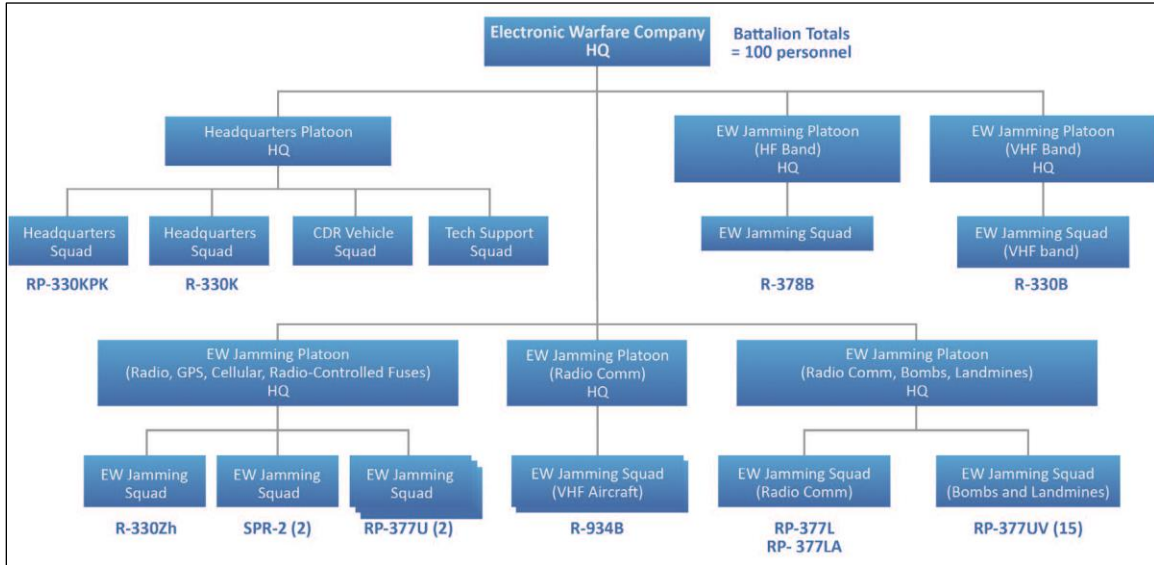 Electronic Warfare Company
HQ
Battalion Totals
= 100 personnel
Headquarters Platoon
HQ
EW Jamming Platoon
(HF Band)
HQ
EW Jamming Platoon
(VHF Band)
HQ
Headquarters
Squad
RP-330KPK
Headquarters
Squad
R-330K
CDR Vehicle
Squad
Tech Support
Squad
EW Jamming Squad
R-378B
EW Jamming Squad
(VHF band)
R-330B
EW Jamming Platoon
(Radio, GPS, Cellular, Radio-Controlled Fuses)
HQ
EW Jamming Platoon
(Radio Comm)
HQ
EW Jamming Platoon
(Radio Comm, Bombs, Landmines)
HQ
EW Jamming
Squad
R-330Zh
EW Jamming
Squad
SPR-2 (2)
EW Jamming
Squad
RP-377U (2)
EW Jamming Squad
(VHF Aircraft)
R-934B
EW Jamming Squad
(Radio Comm)
RP-377L
RP- 377LA
EW Jamming Squad
(Bombs and Landmines)
RP-377UV (15)